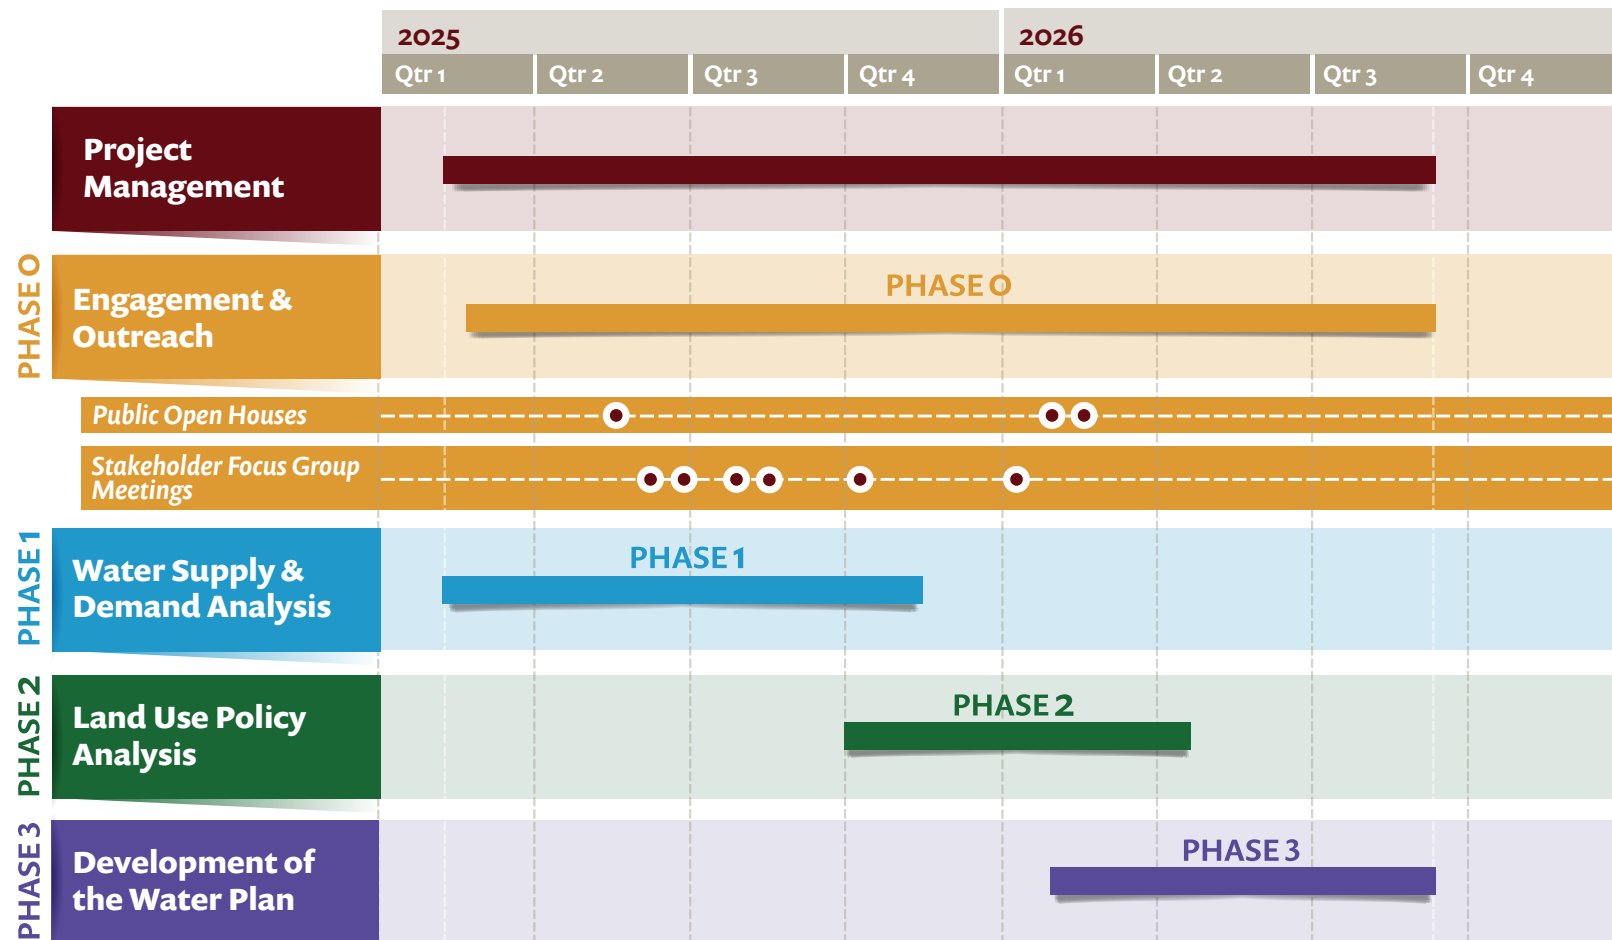 2025
2026
Qtr 1
Qtr 2
Qtr 3
Qtr 4
Qtr 1
Qtr 2
Qtr 3
Qtr 4
Project
Management
PHASE 0
Engagement &
Outreach
PHASE 0
Public Open Houses
Stakeholder Focus Group
Meetings
PHASE 1
Water Supply &
Demand Analysis
PHASE 1
PHASE 2
Land Use Policy
Analysis
PHASE 2
PHASE 3
Development of
the Water Plan
PHASE 3